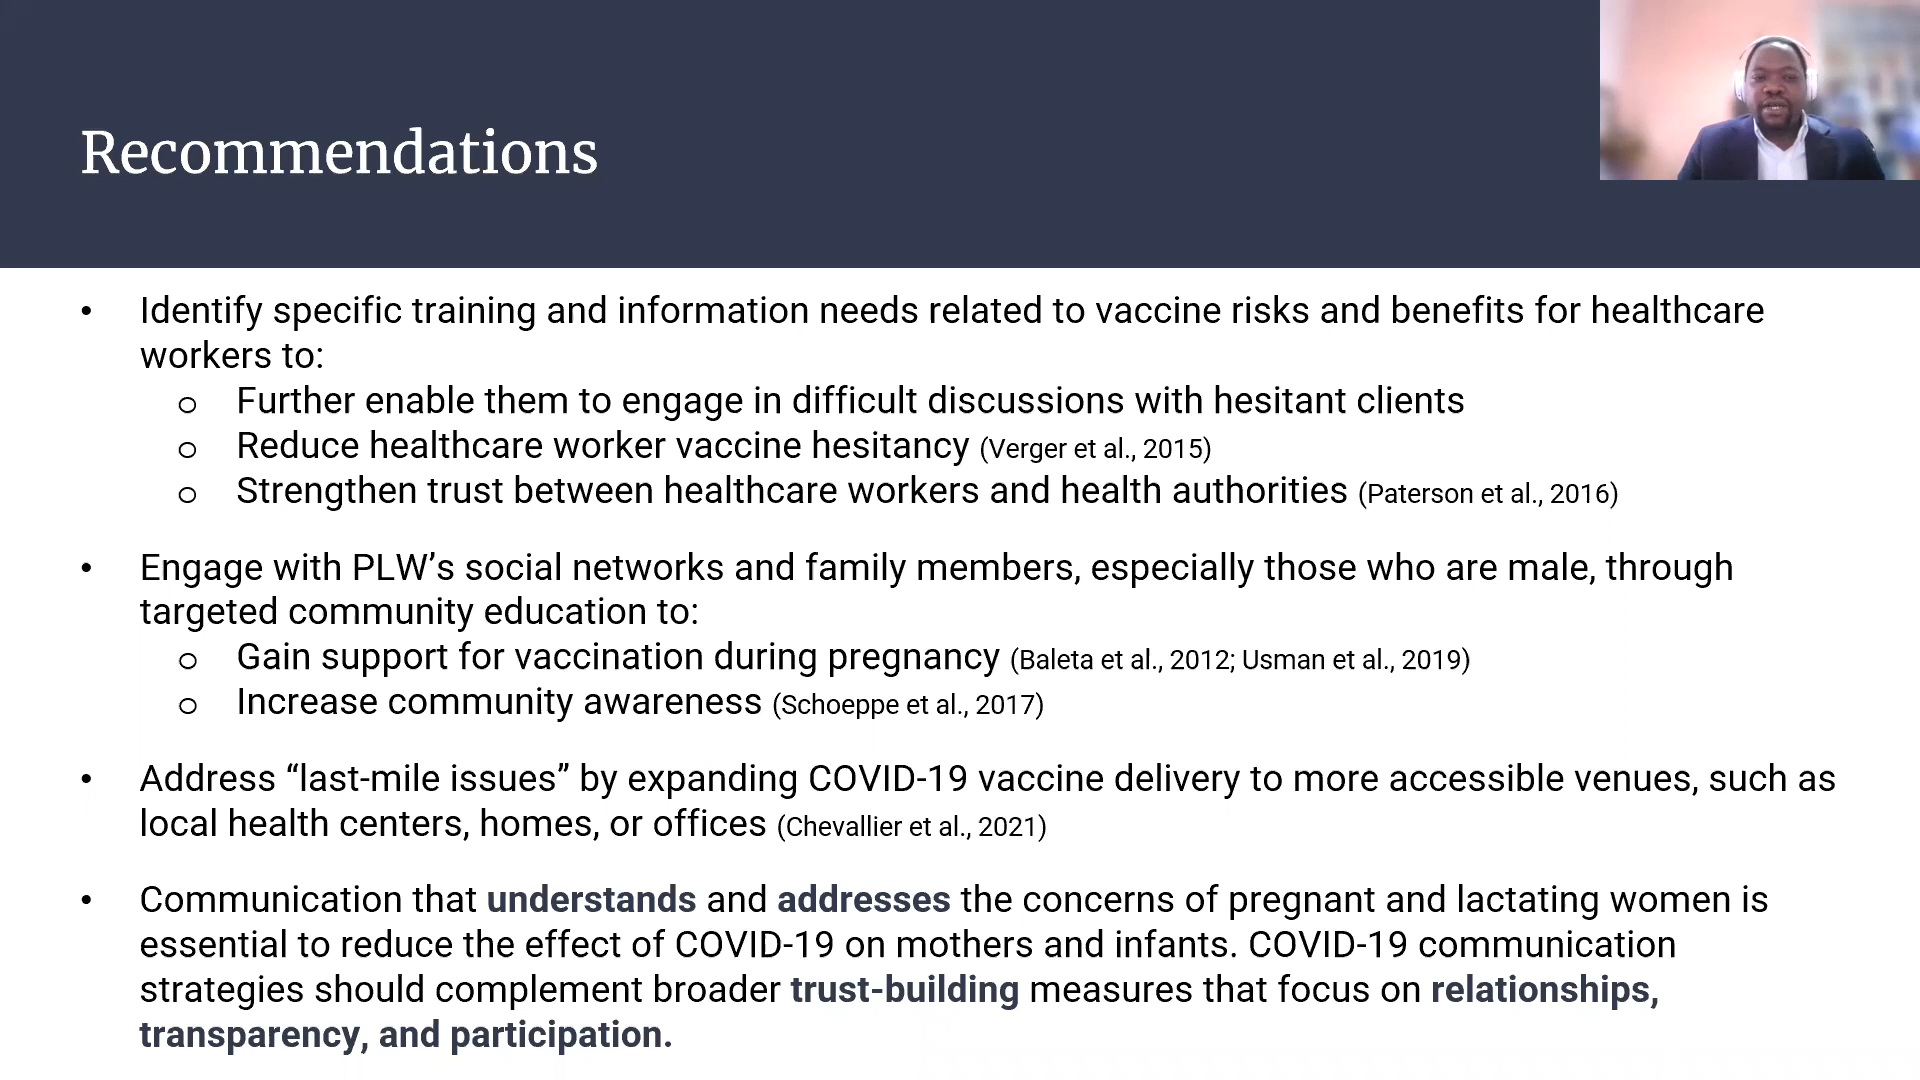 Recommendations
• Identify specific training and information needs related to vaccine risks and benefits for healthcare
workers to:
o Further enable them to engage in difficult discussions with hesitant clients
o Reduce healthcare worker vaccine hesitancy (Verger et al., 2015)
o Strengthen trust between healthcare workers and health authorities (Paterson et al., 2016)
• Engage with PLW’s social networks and family members, especially those who are male, through
targeted community education to:
o Gain support for vaccination during pregnancy (Baleta et al., 2012; Usman et al., 2019)
o Increase community awareness (Schoeppe et al., 2017)
• Address “last-mile issues” by expanding COVID-19 vaccine delivery to more accessible venues, such as
local health centers, homes, or offices (Chevallier et al., 2021)
• Communication that understands and addresses the concerns of pregnant and lactating women is
essential to reduce the effect of COVID-19 on mothers and infants. COVID-19 communication
strategies should complement broader trust-building measures that focus on relationships,
transparency, and participation.